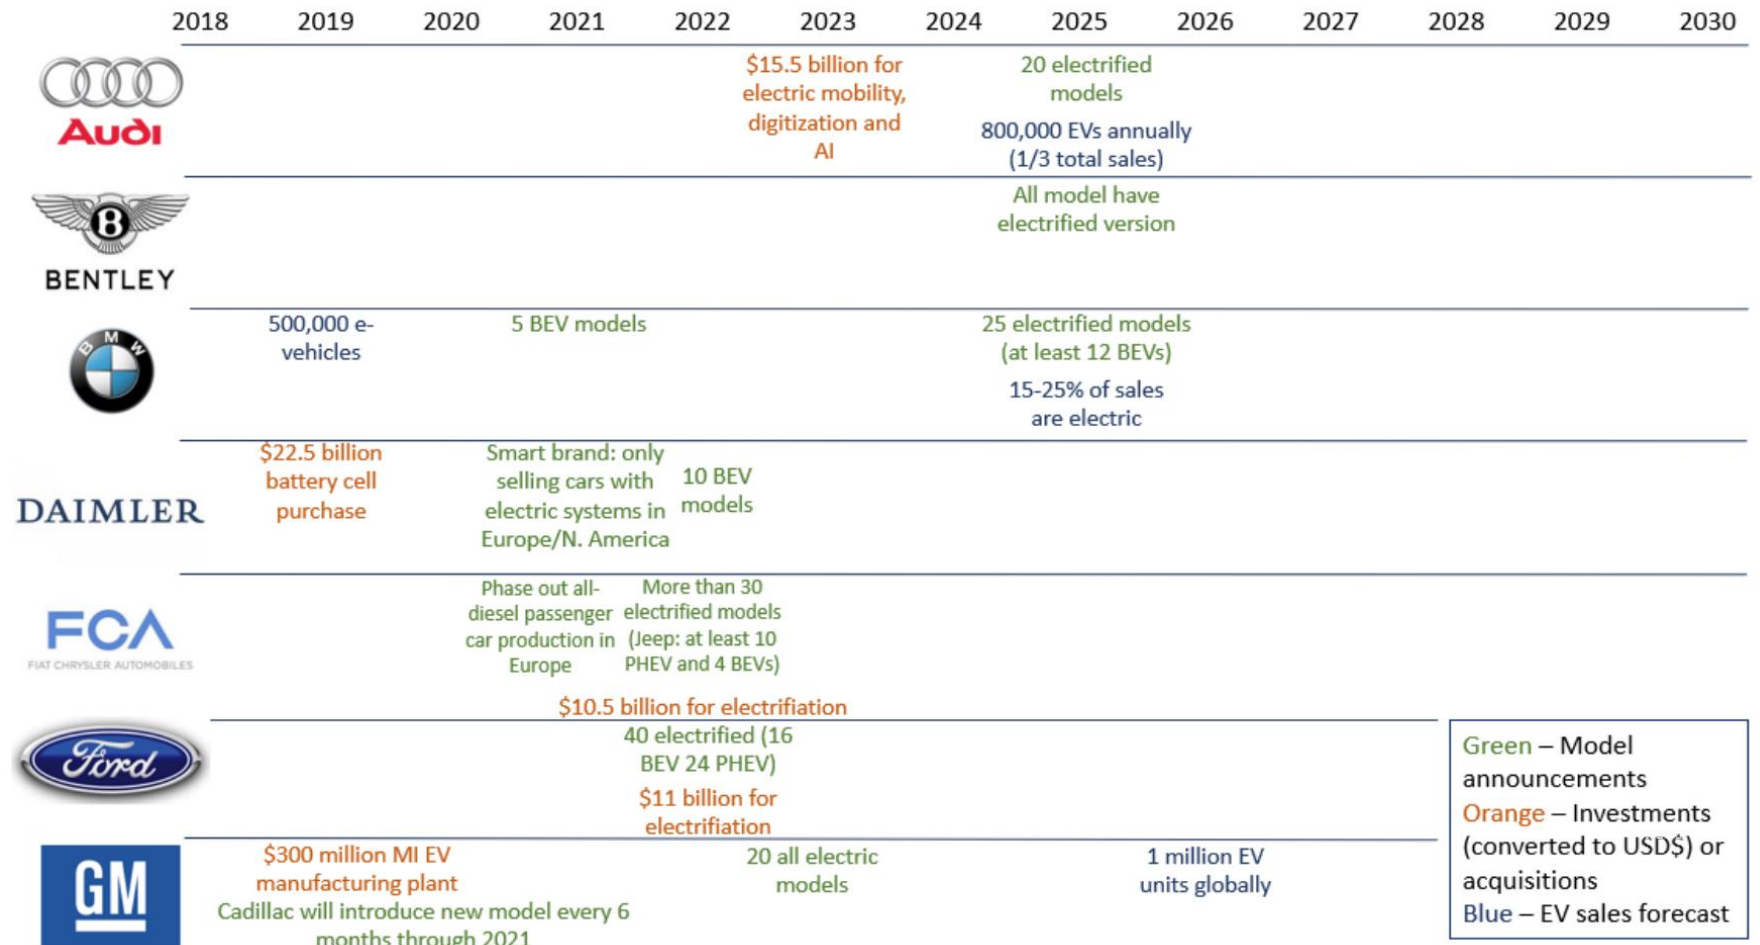 2018 2019 2020 2021 2022 2023 2024 2025 2026 2027 2028 2029 2030
Audi
$15.5 billion for
electric mobility,
digitization and
AI
20 electrified
models
800,000 EVs annually
(1/3 total sales)
B
BENTLEY
All model have
electrified version
BMW
500,000 e-
vehicles
5 BEV models
25 electrified models
(at least 12 BEVs)
15-25% of sales
are electric
DAIMLER
$22.5 billion
battery cell
purchase
Smart brand: only
selling cars with
electric systems in
Europe/N. America
10 BEV
models
FCA
FIAT CHRYSLER AUTOMOBILES
Phase out all-
diesel passenger
car production in
Europe
More than 30
electrified models
(Jeep: at least 10
PHEV and 4 BEVs)
$10.5 billion for electrifiation
Ford
40 electrified (16
BEV 24 PHEV)
$11 billion for
electrifiation
GM
$300 million MI EV
manufacturing plant
Cadillac will introduce new model every 6
months through 2021
20 all electric
models
1 million EV
units globally
Green – Model
announcements
Orange – Investments
(converted to USD$) or
acquisitions
Blue – EV sales forecast